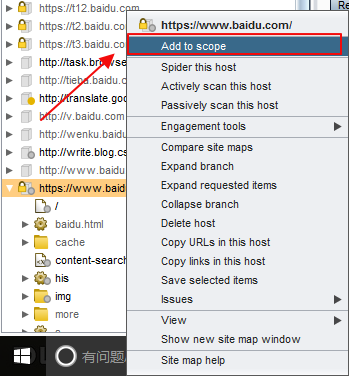 https://t12.baidu.com
https://t2.baidu.com
https://t3.baidu.com
http://task.browse
http://tieba.baidu.com
http://translate.goo
http://v.baidu.com
http://wenku.baidu
http://write.blog.cs
http://www.baidu
https://www.baid
/
baidu.html
cache
content-search
his
img
more
https://www.baidu.com/
Add to scope
Spider this host
Actively scan this host
Passively scan this host
Engagement tools
Compare site maps
Expand branch
Expand requested items
Collapse branch
Delete host
Copy URLs in this host
Copy links in this host
Save selected items
Issues
View
Show new site map window
Site map help
Re
有问题